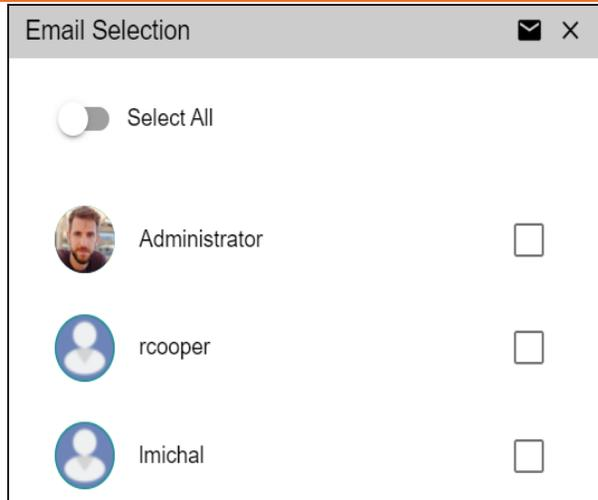 Email Selection
Select All
Administrator
rcooper
lmichal